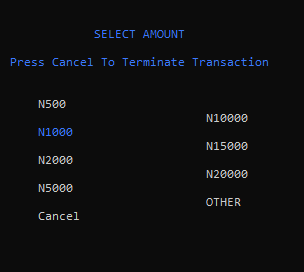 SELECT AMOUNT
Press Cancel To Terminate Transaction
N500
N10000
N1000
N15000
N2000
N20000
N5000
OTHER
Cancel